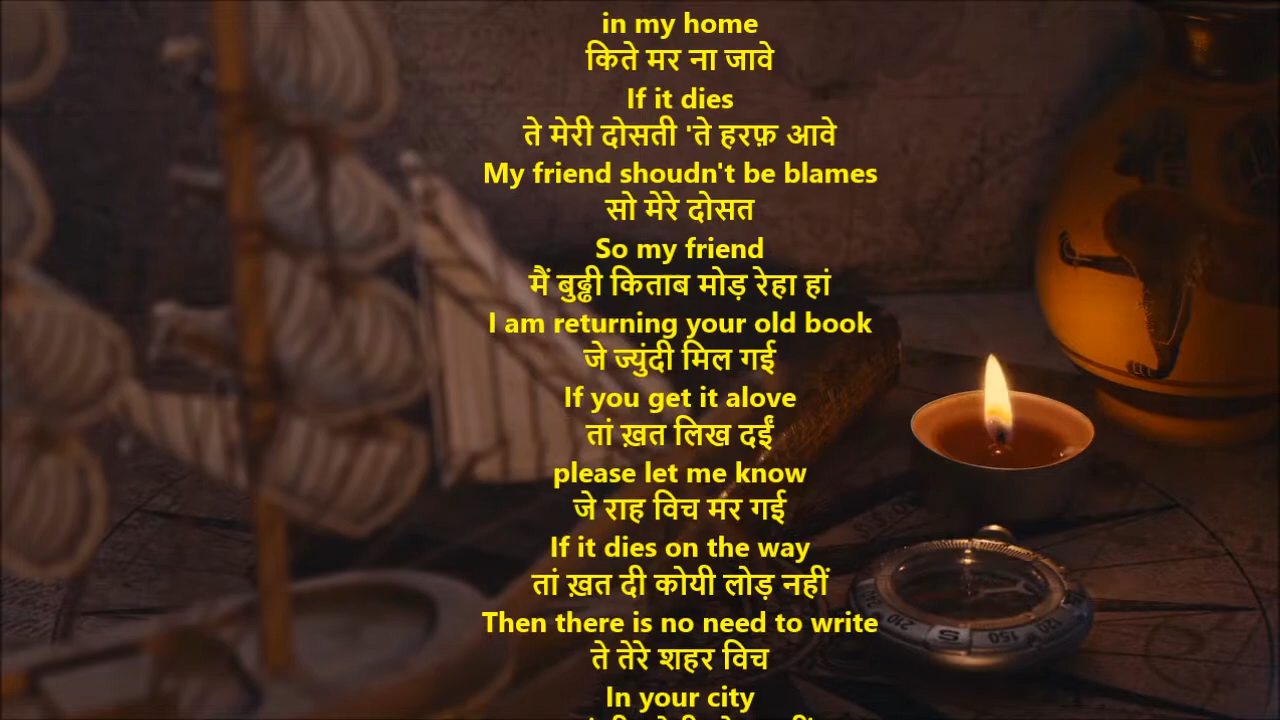 in my home
किते मर ना जावे
If it dies
ते मेरी दोसती 'ते हरफ़ आवे
My friend shoudn't be blames
सो मेरे दोसत
So my friend
मैं बुढ्ढी किताब मोड़ रेहा हां
I am returning your old book
जे ज्युंदी मिल गई
If you get it alove
तां ख़त लिख दईं
please let me know
जे राह विच मर गई
If it dies on the way
तां ख़त दी कोयी लोड़ नहीं
Then there is no need to write
ते तेरे शहर विच
In your city